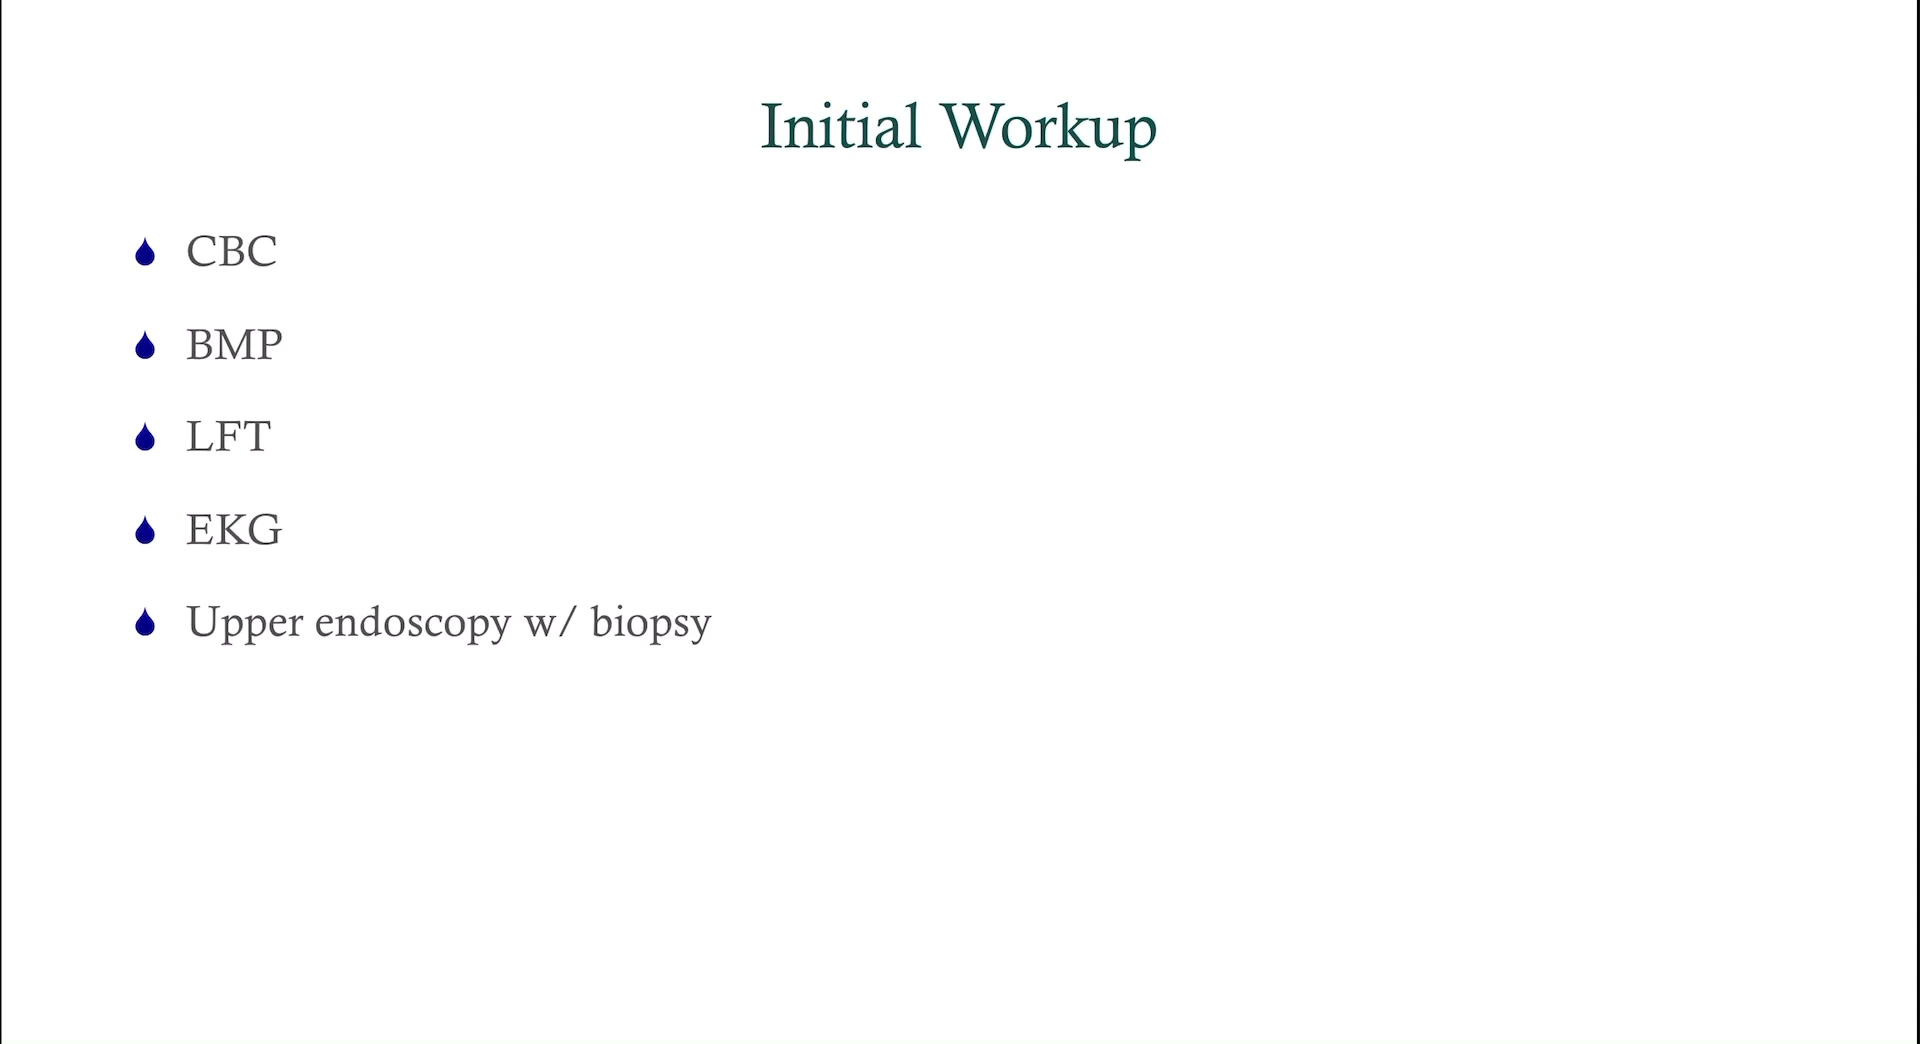 Initial Workup
CBC
BMP
LFT
EKG
Upper endoscopy w/ biopsy